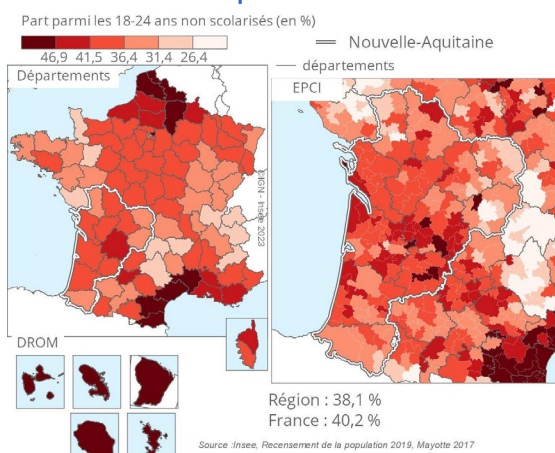 Part parmi les 18-24 ans non scolarisés (en %)
46,9 41,5 36,4 31,4 26,4
Nouvelle-Aquitaine
départements
Départements
EPCI
© IGN - Insee 2023
DROM
Région : 38,1 %
France : 40,2 %
Source :Insee, Recensement de la population 2019, Mayotte 2017